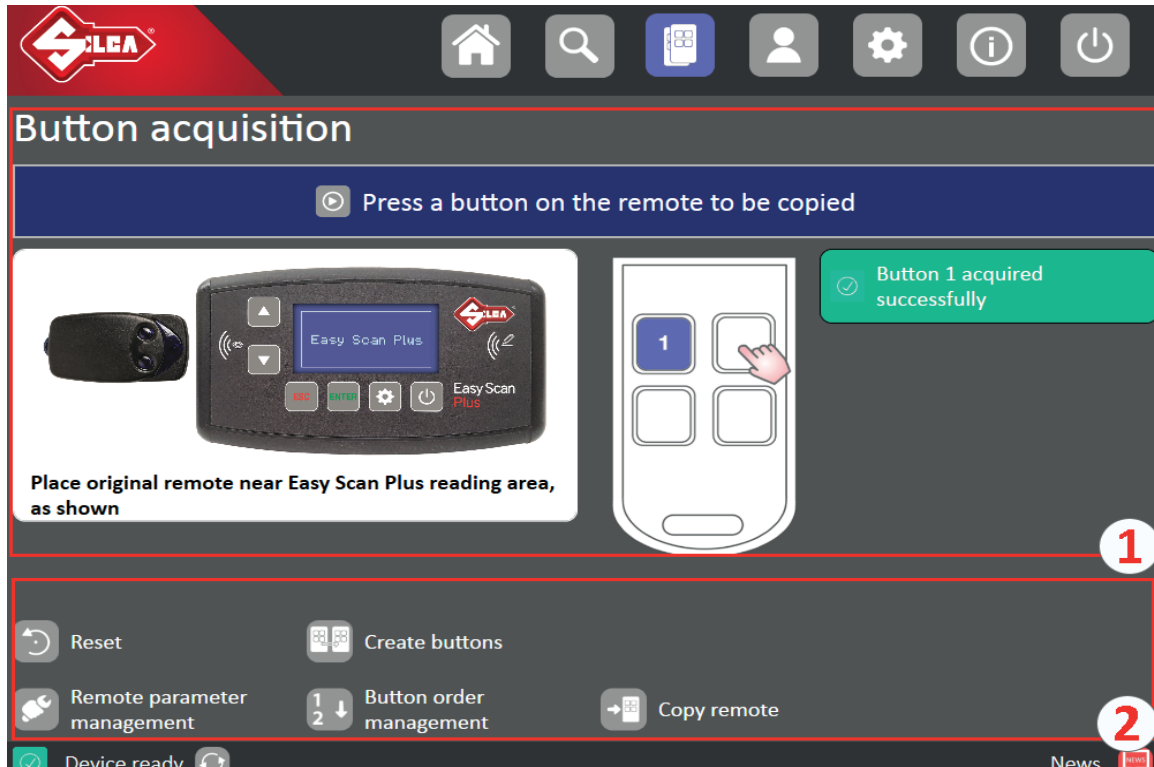 SILCA
Button acquisition
Press a button on the remote to be copied
Easy Scan Plus
SILCA
ESC
ENTER
Easy Scan
Plus
Place original remote near Easy Scan Plus reading area,
as shown
1
Button 1 acquired
successfully
1
Reset
Create buttons
Remote parameter
management
1
2
Button order
management
Copy remote
2
Device ready
News
NEWS